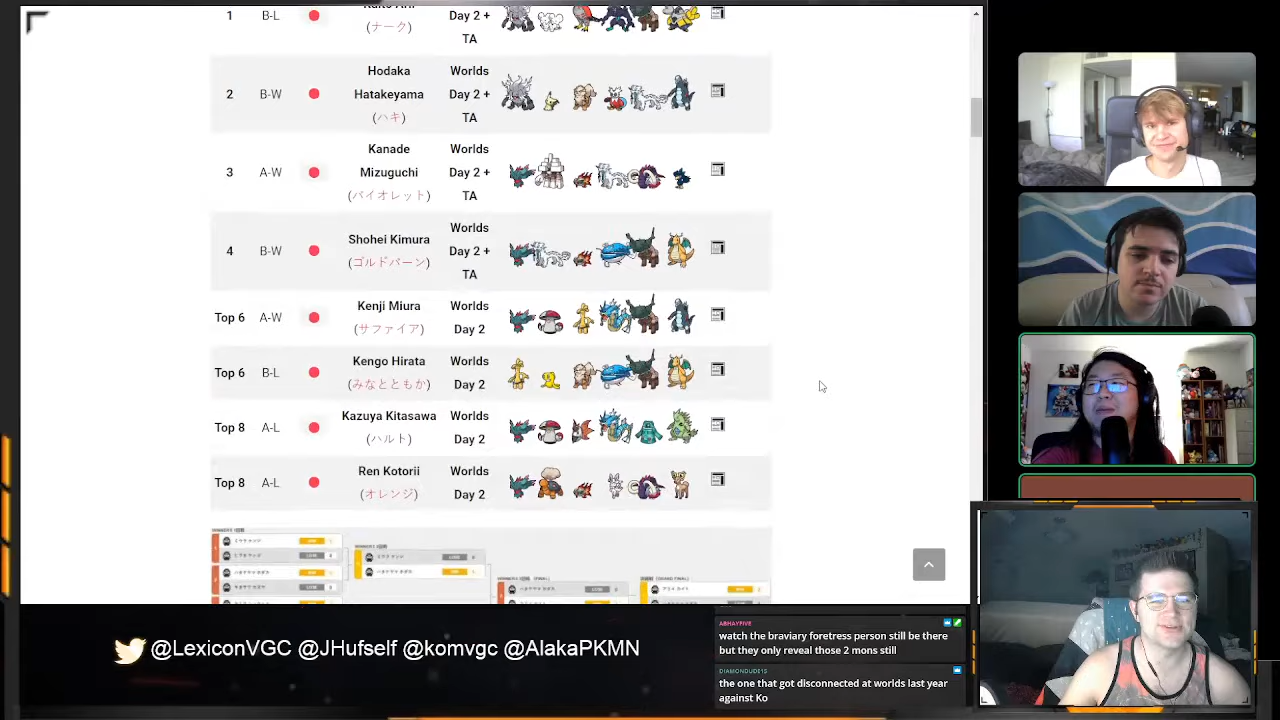 1 B-L (ナーク) Day 2 + TA
2 B-W Hodaka Hatakeyama (ハキ) Worlds Day 2 + TA
3 A-W Kanade Mizuguchi (バイオレット) Worlds Day 2 + TA
4 B-W Shohei Kimura (ゴルドバーン) Worlds Day 2 + TA
Top 6 A-W Kenji Miura (サファイア) Worlds Day 2
Top 6 B-L Kengo Hirata (みなとともか) Worlds Day 2
Top 8 A-L Kazuya Kitasawa (ハルト) Worlds Day 2
Top 8 A-L Ren Kotorii (オレンジ) Worlds Day 2
@LexiconVGC @JHufself @komvgc @AlakaPKMN
ABHAYFIVE
watch the braviary foretress person still be there
but they only reveal those 2 mons still
DIAMONDUDE15
the one that got disconnected at worlds last year
against Ko